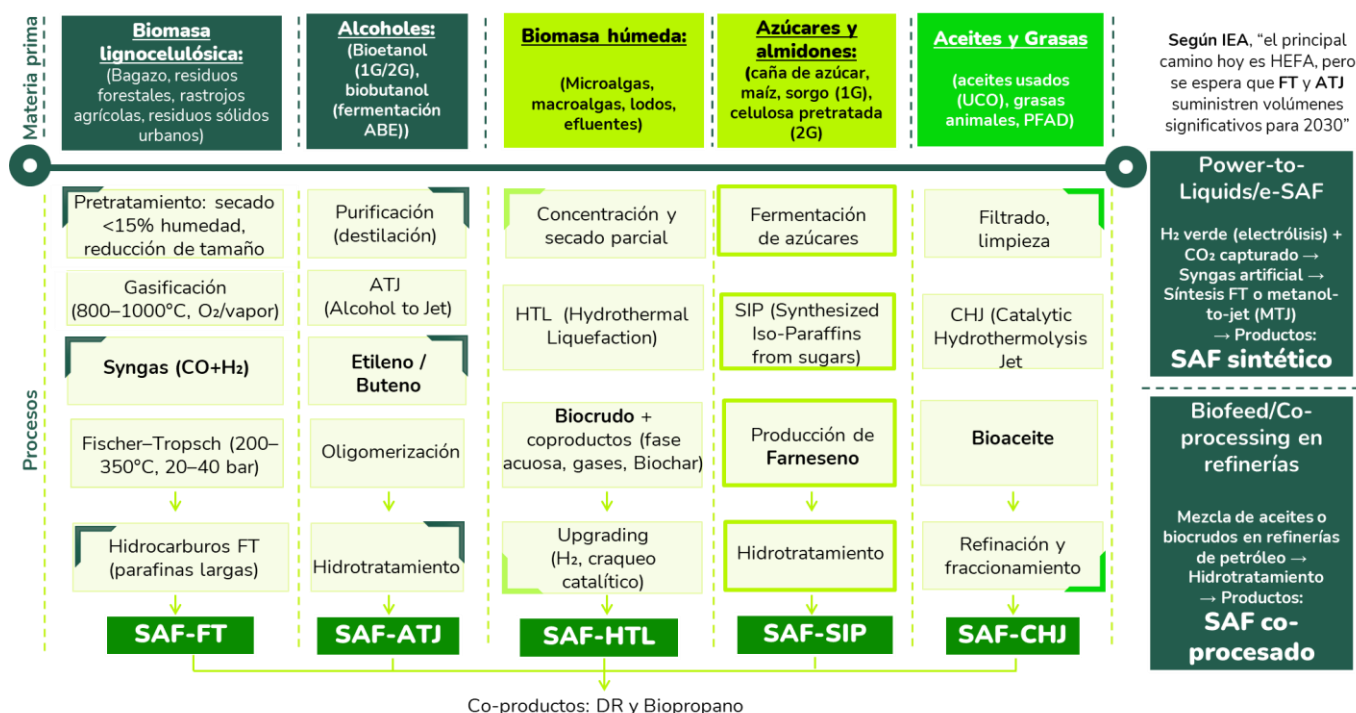 Materia prima
Biomasa
lignocelulósica:
(Bagazo, residuos
forestales, rastrojos
agrícolas, residuos sólidos
urbanos)
Alcoholes:
(Bioetanol
(1G/2G),
biobutanol
(fermentación
ABE))
Biomasa húmeda:
(Microalgas,
macroalgas, lodos,
efluentes)
Azúcares y
almidones:
(caña de azúcar,
maíz, sorgo (1G),
celulosa pretratada
(2G)
Aceites y Grasas
(aceites usados
(UCO), grasas
animales, PFAD)
Según IEA, “el principal
camino hoy es HEFA, pero
se espera que FT y ATJ
suministren volúmenes
significativos para 2030”
Procesos
Pretratamiento: secado
<15% humedad,
reducción de tamaño
Gasificación
(800–1000°C, O₂/vapor)
Syngas (CO+H₂)
Fischer–Tropsch (200–
350°C, 20–40 bar)
Hidrocarburos FT
(parafinas largas)
SAF-FT
Purificación
(destilación)
ATJ
(Alcohol to Jet)
Etileno /
Buteno
Oligomerización
Hidrotratamiento
SAF-ATJ
Concentración y
secado parcial
HTL (Hydrothermal
Liquefaction)
Biocrudo +
coproductos (fase
acuosa, gases, Biochar)
Upgrading
(H₂, craqueo
catalítico)
SAF-HTL
Fermentación
de azúcares
SIP (Synthesized
Iso-Paraffins
from sugars)
Producción de
Farneseno
Hidrotratamiento
SAF-SIP
Filtrado,
limpieza
CHJ (Catalytic
Hydrothermolysis
Jet
Bioaceite
Refinación y
fraccionamiento
SAF-CHJ
Power-to-
Liquids/e-SAF
H₂ verde (electrólisis) +
CO₂ capturado →
Syngas artificial →
Síntesis FT o metanol-
to-jet (MTJ)
→ Productos:
SAF sintético
Biofeed/Co-
processing en
refinerías
Mezcla de aceites o
biocrudos en refinerías
de petróleo →
Hidrotratamiento
→ Productos:
SAF co-
procesado
Co-productos: DR y Biopropano